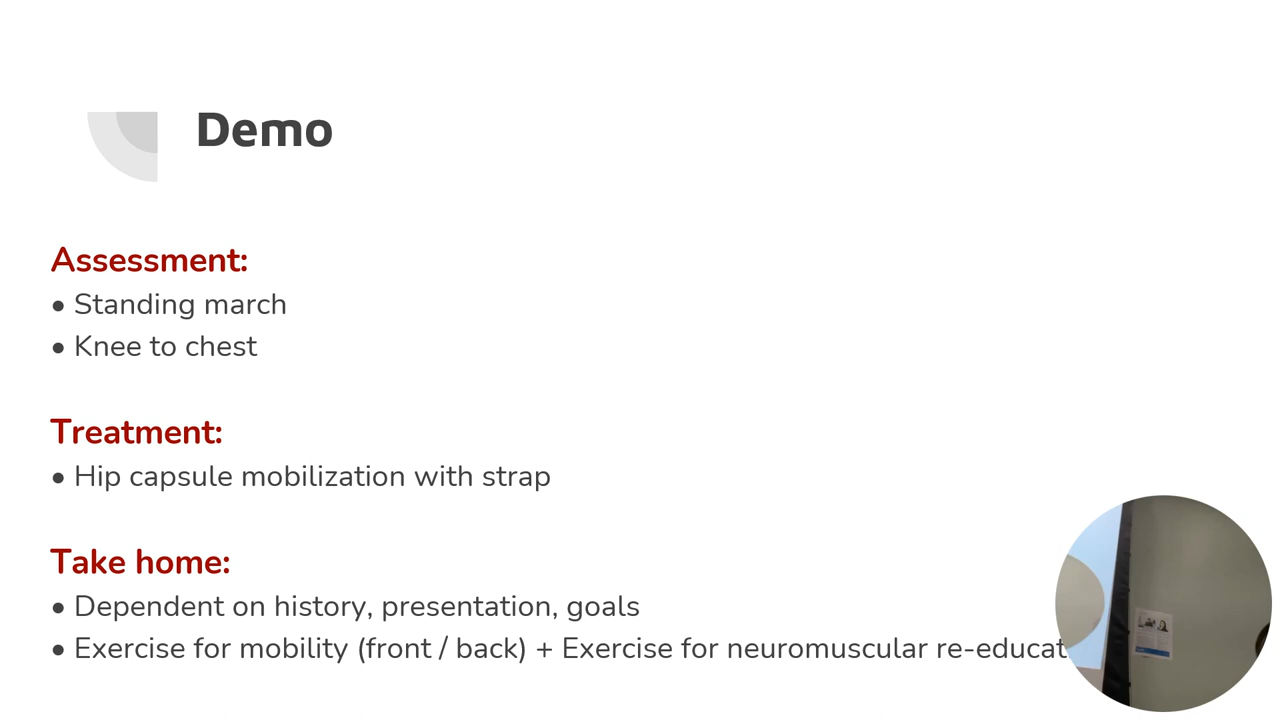 Demo
Assessment:
• Standing march
• Knee to chest
Treatment:
• Hip capsule mobilization with strap
Take home:
• Dependent on history, presentation, goals
• Exercise for mobility (front / back) + Exercise for neuromuscular re-educat